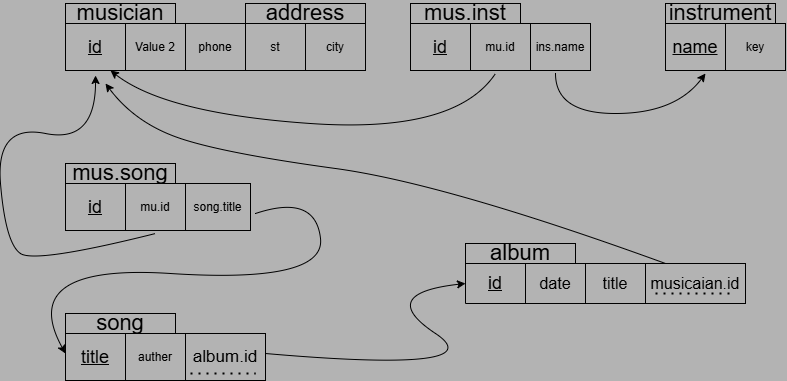 musician address
id Value 2 phone st city
mus.inst
id mu.id ins.name
instrument
name key
mus.song
id mu.id song.title
album
id date title musicaian.id
song
title auther album.id